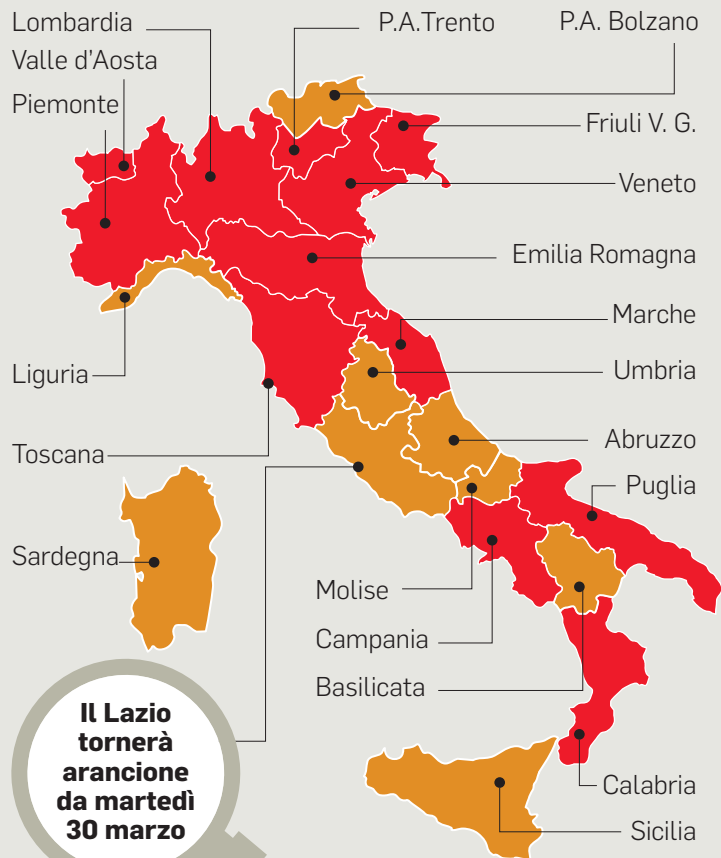 Lombardia
P.A.Trento
P.A. Bolzano
Valle d'Aosta
Piemonte
Friuli V. G.
Veneto
Emilia Romagna
Marche
Liguria
Umbria
Abruzzo
Toscana
Puglia
Sardegna
Molise
Campania
Basilicata
Il Lazio
tornerà
arancione
da martedì
30 marzo
Calabria
Sicilia